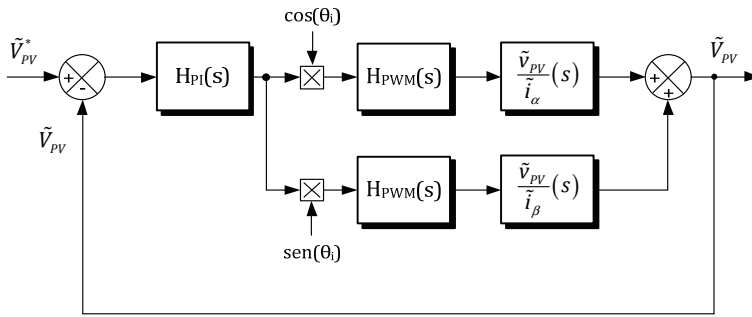 cos(θi)
Ṽ*PV
+
-
HPI(s)
HPWM(s)
ṽPV/ĩα (s)
+
+
ṼPV
ṼPV
HPWM(s)
ṽPV/ĩβ (s)
sen(θi)